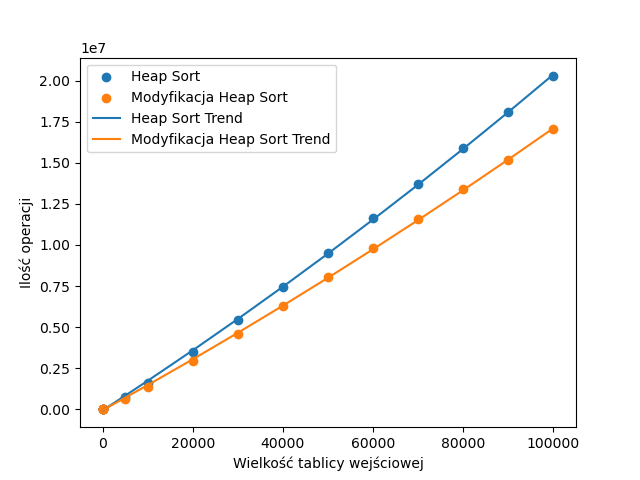 1e7
Heap Sort
Modyfikacja Heap Sort
Heap Sort Trend
Modyfikacja Heap Sort Trend
2.00
1.75
1.50
1.25
1.00
0.75
0.50
0.25
0.00
Ilość operacji
0 20000 40000 60000 80000 100000
Wielkość tablicy wejściowej